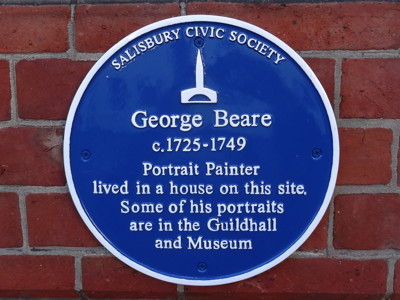 SALISBURY CIVIC SOCIETY
George Beare
c.1725-1749
Portrait Painter
lived in a house on this site.
Some of his portraits
are in the Guildhall
and Museum